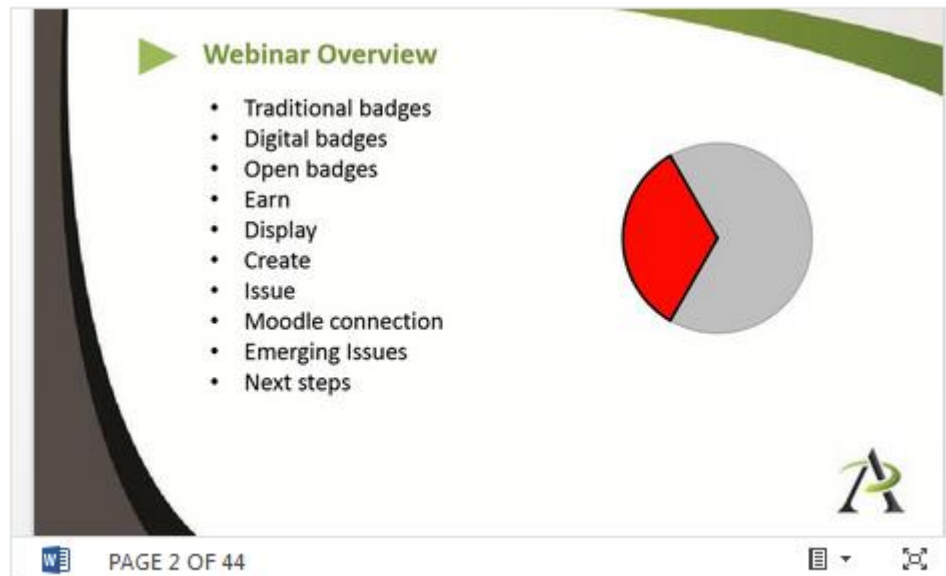 Webinar Overview
• Traditional badges
• Digital badges
• Open badges
• Earn
• Display
• Create
• Issue
• Moodle connection
• Emerging Issues
• Next steps
PAGE 2 OF 44